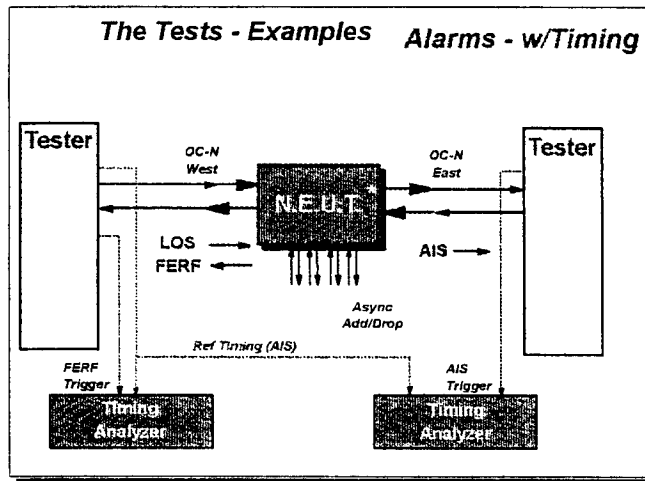 The Tests - Examples
Alarms - w/Timing
Tester
OC-N
West
N.E.U.T.
OC-N
East
Tester
LOS
FERF
AIS
Async
Add/Drop
Ref Timing (AIS)
FERF
Trigger
AIS
Trigger
Timing
Analyzer
Timing
Analyzer